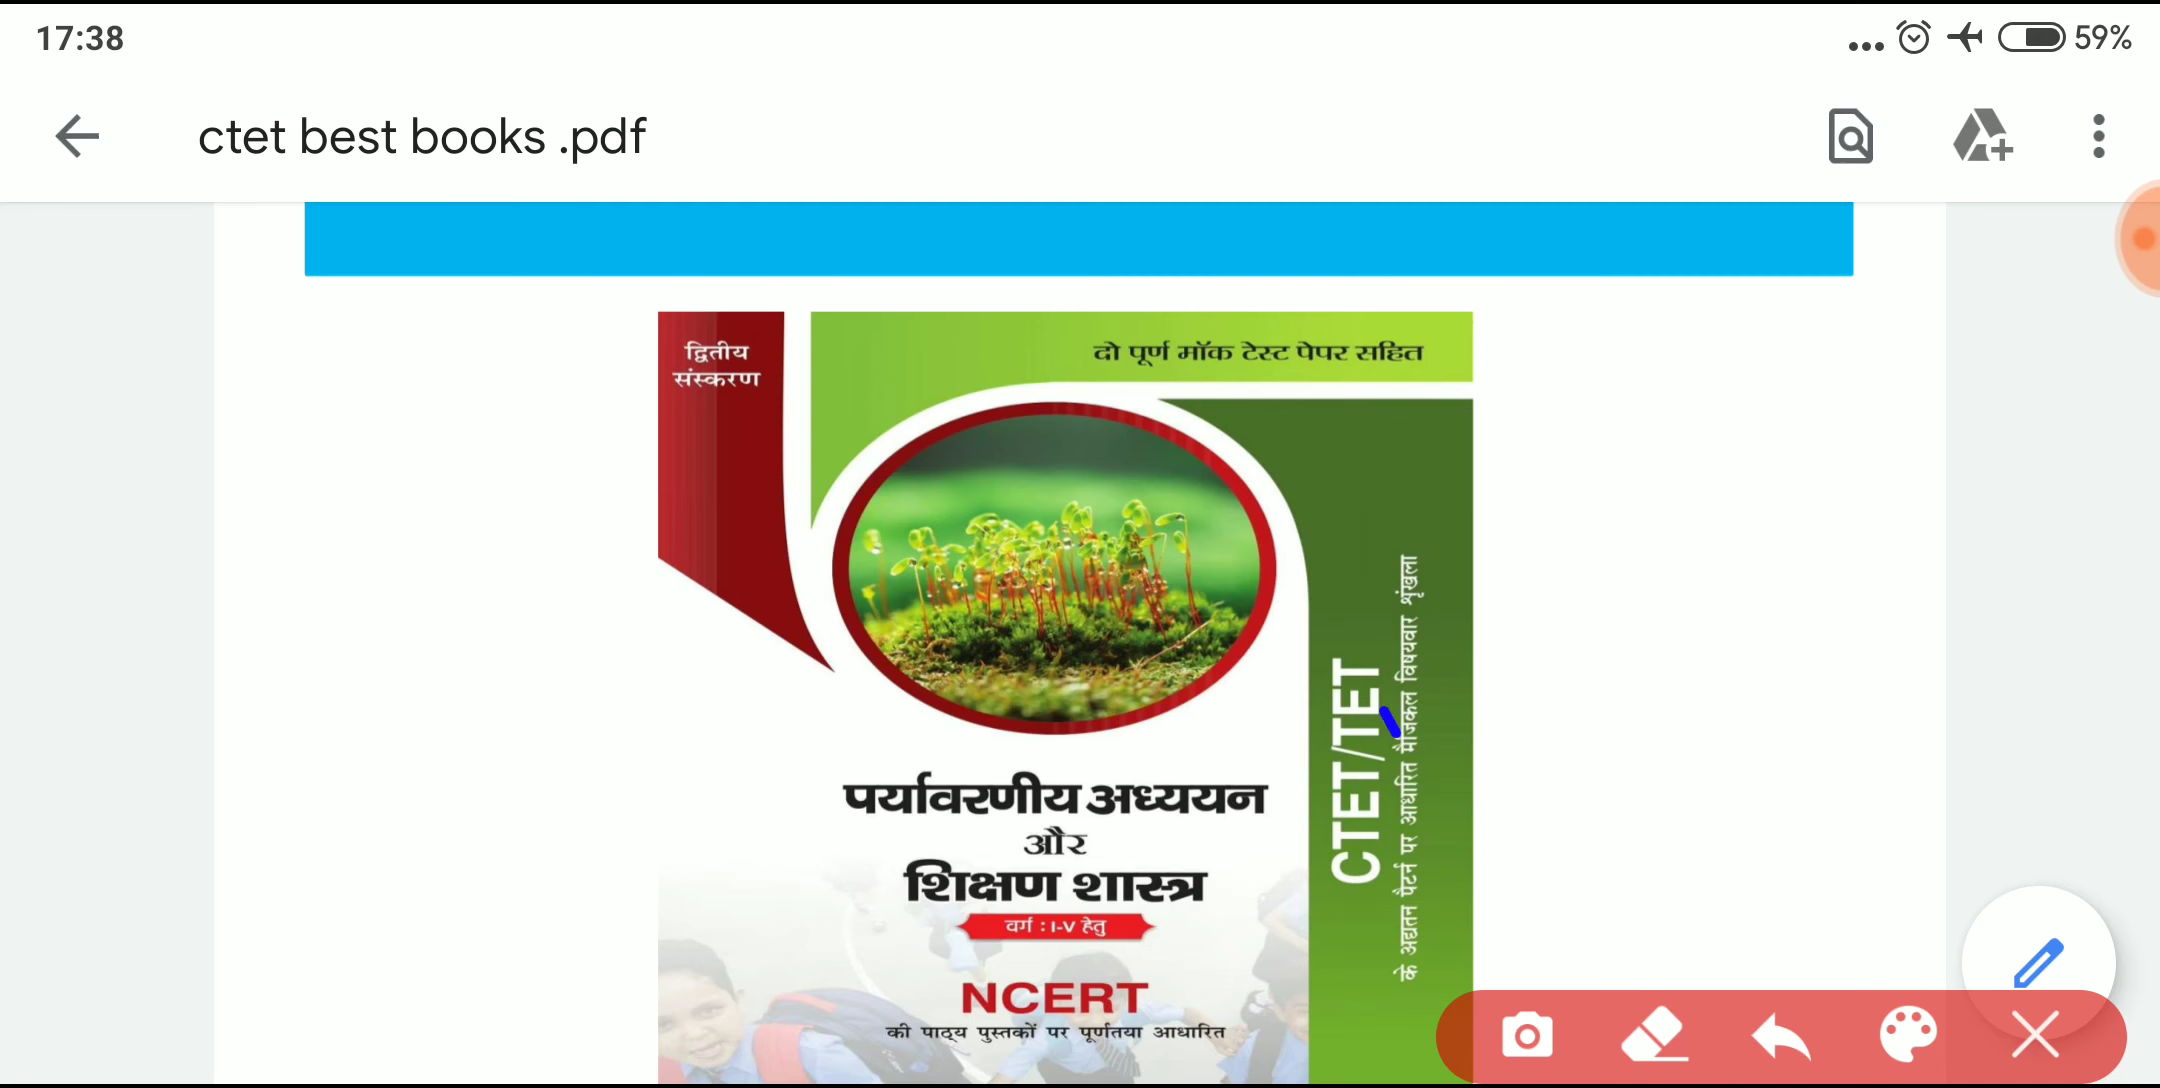 17:38
59%
ctet best books .pdf
द्वितीय
संस्करण
दो पूर्ण मॉक टेस्ट पेपर सहित
CTET/TET
के अद्यतन पैटर्न पर आधारित मैजिकल विषयवार श्रृंखला
पर्यावरणीय अध्ययन
और
शिक्षण शास्त्र
वर्ग : I-V हेतु
NCERT
की पाठ्य पुस्तकों पर पूर्णतया आधारित